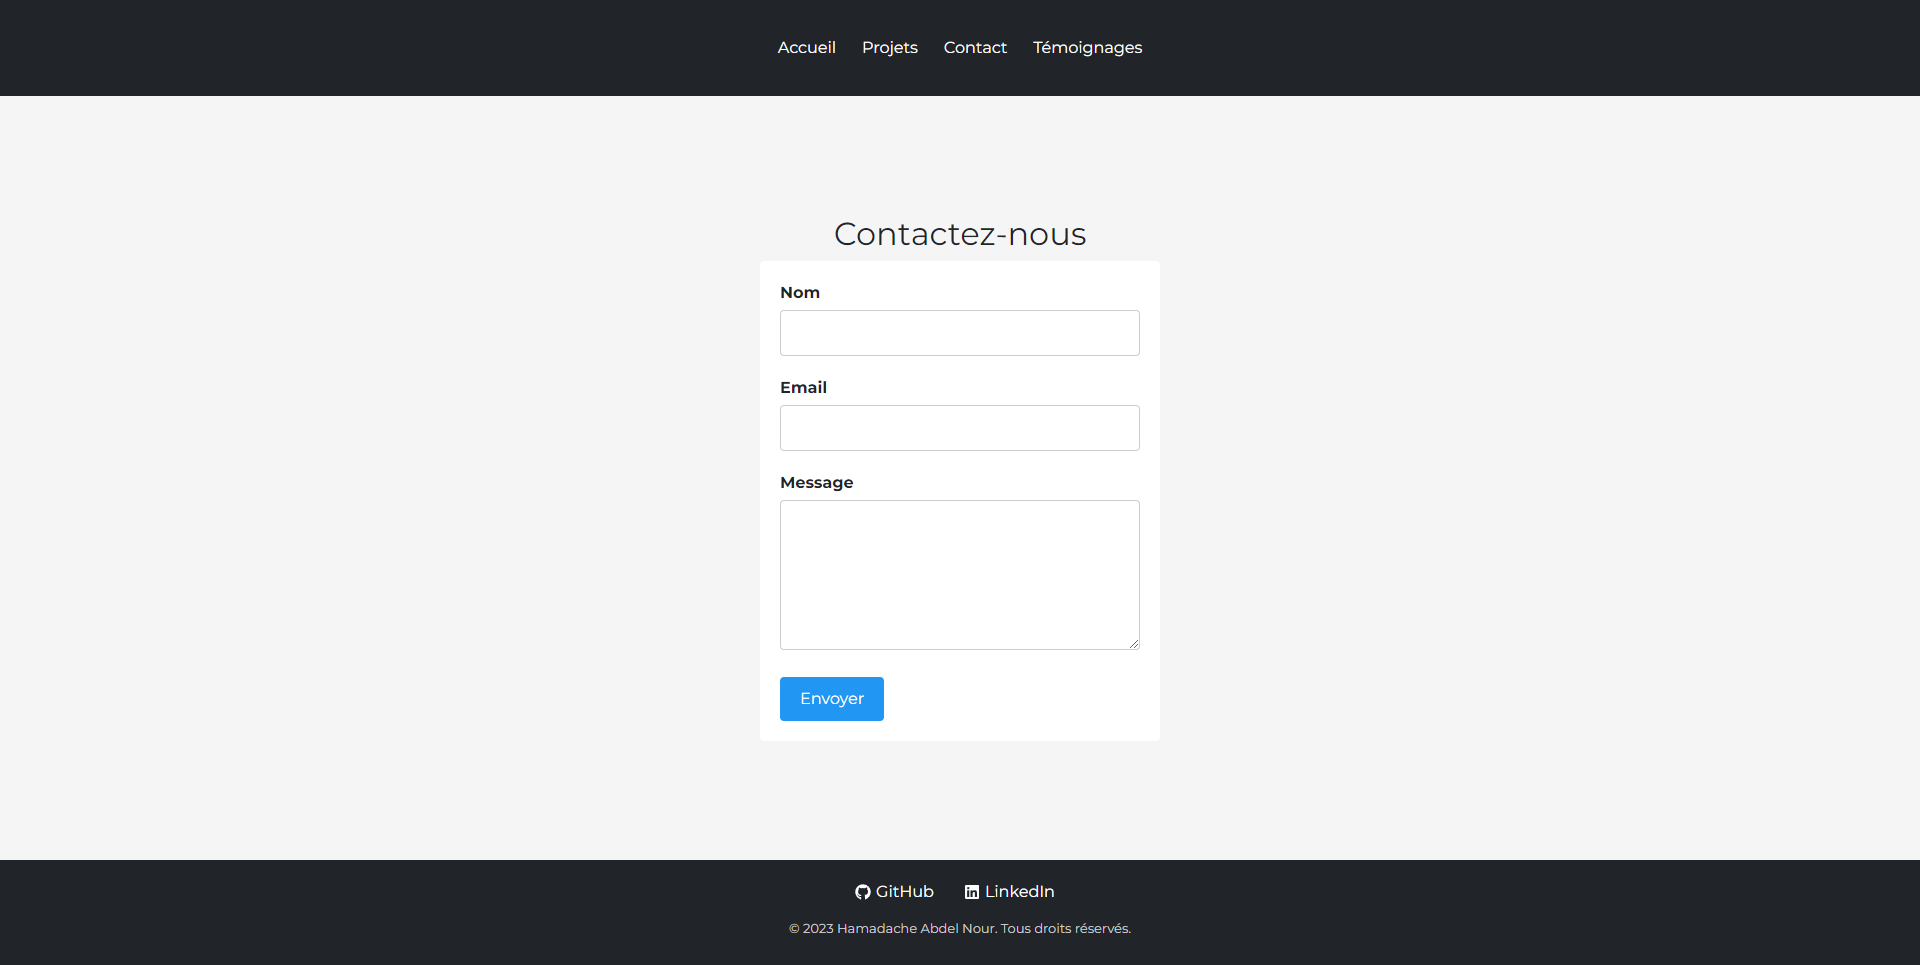 Accueil Projets Contact Témoignages
Contactez-nous
Nom
Email
Message
Envoyer
GitHub LinkedIn
© 2023 Hamadache Abdel Nour. Tous droits réservés.